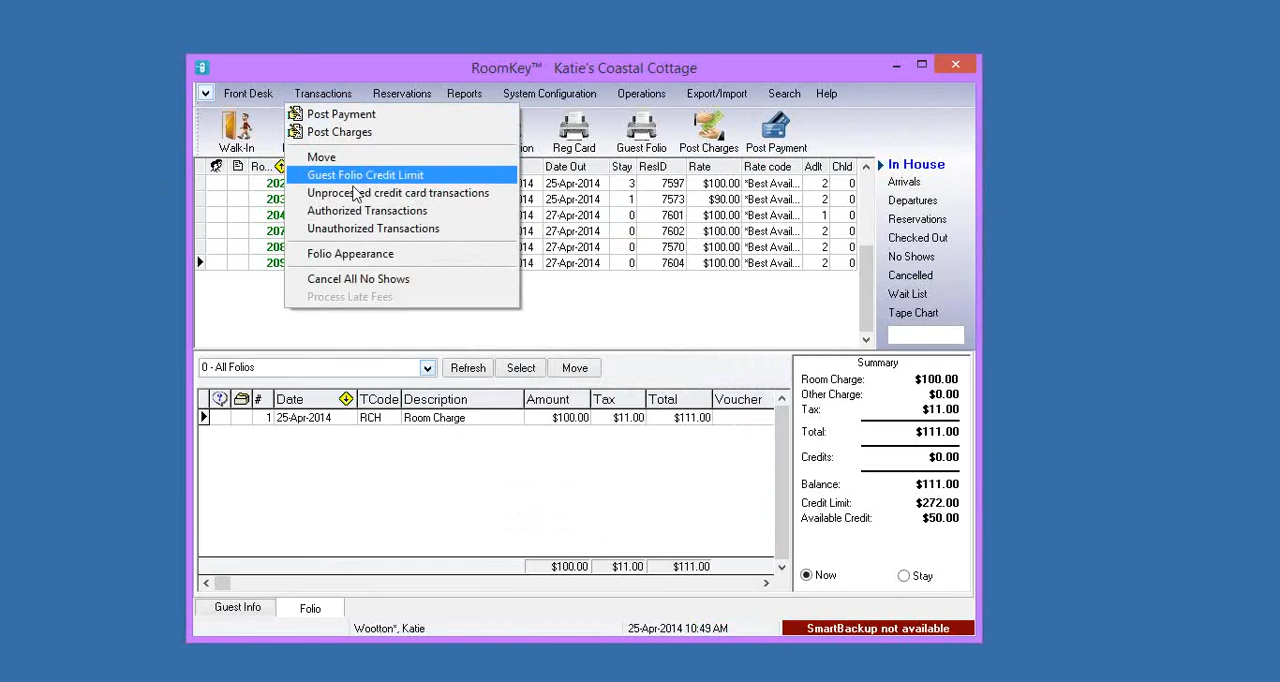 RoomKey™ Katie's Coastal Cottage
Front Desk Transactions Reservations Reports System Configuration Operations Export/Import Search Help
Walk-In Reg Card Guest Folio Post Charges Post Payment
Post Payment
Post Charges
Move
Guest Folio Credit Limit
Unprocessed credit card transactions
Authorized Transactions
Unauthorized Transactions
Folio Appearance
Cancel All No Shows
Process Late Fees
Ro... Date Out Stay ResID Rate Rate code Adlt Chld
25-Apr-2014 3 7597 $100.00 *Best Avail... 2 0
25-Apr-2014 1 7573 $90.00 *Best Avail... 2 0
204 27-Apr-2014 0 7601 $100.00 *Best Avail... 1 0
207 27-Apr-2014 0 7602 $100.00 *Best Avail... 2 0
208 27-Apr-2014 0 7570 $100.00 *Best Avail... 2 0
209 27-Apr-2014 0 7604 $100.00 *Best Avail... 2 0
In House
Arrivals
Departures
Reservations
Checked Out
No Shows
Cancelled
Wait List
Tape Chart
0 - All Folios Refresh Select Move
# Date TCode Description Amount Tax Total Voucher
1 25-Apr-2014 RCH Room Charge $100.00 $11.00 $111.00
$100.00 $11.00 $111.00
Summary
Room Charge: $100.00
Other Charge: $0.00
Tax: $11.00
Total: $111.00
Credits: $0.00
Balance: $111.00
Credit Limit: $272.00
Available Credit: $50.00
Now Stay
Guest Info Folio
Wootton*, Katie 25-Apr-2014 10:49 AM SmartBackup not available